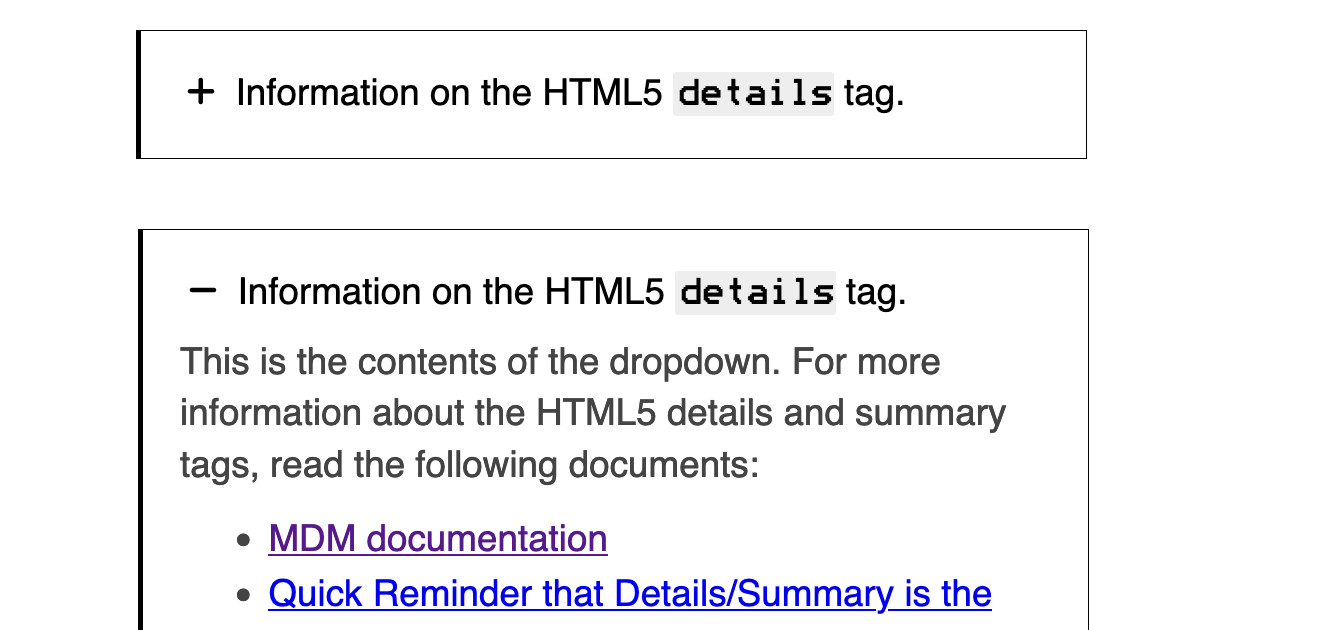 + Information on the HTML5 details tag.
− Information on the HTML5 details tag.
This is the contents of the dropdown. For more
information about the HTML5 details and summary
tags, read the following documents:
• MDM documentation
• Quick Reminder that Details/Summary is the